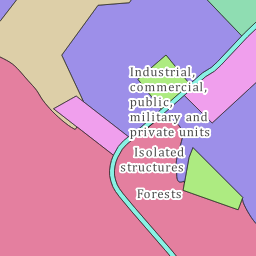 Industrial,
commercial,
public,
military and
private units
Isolated
structures
Forests